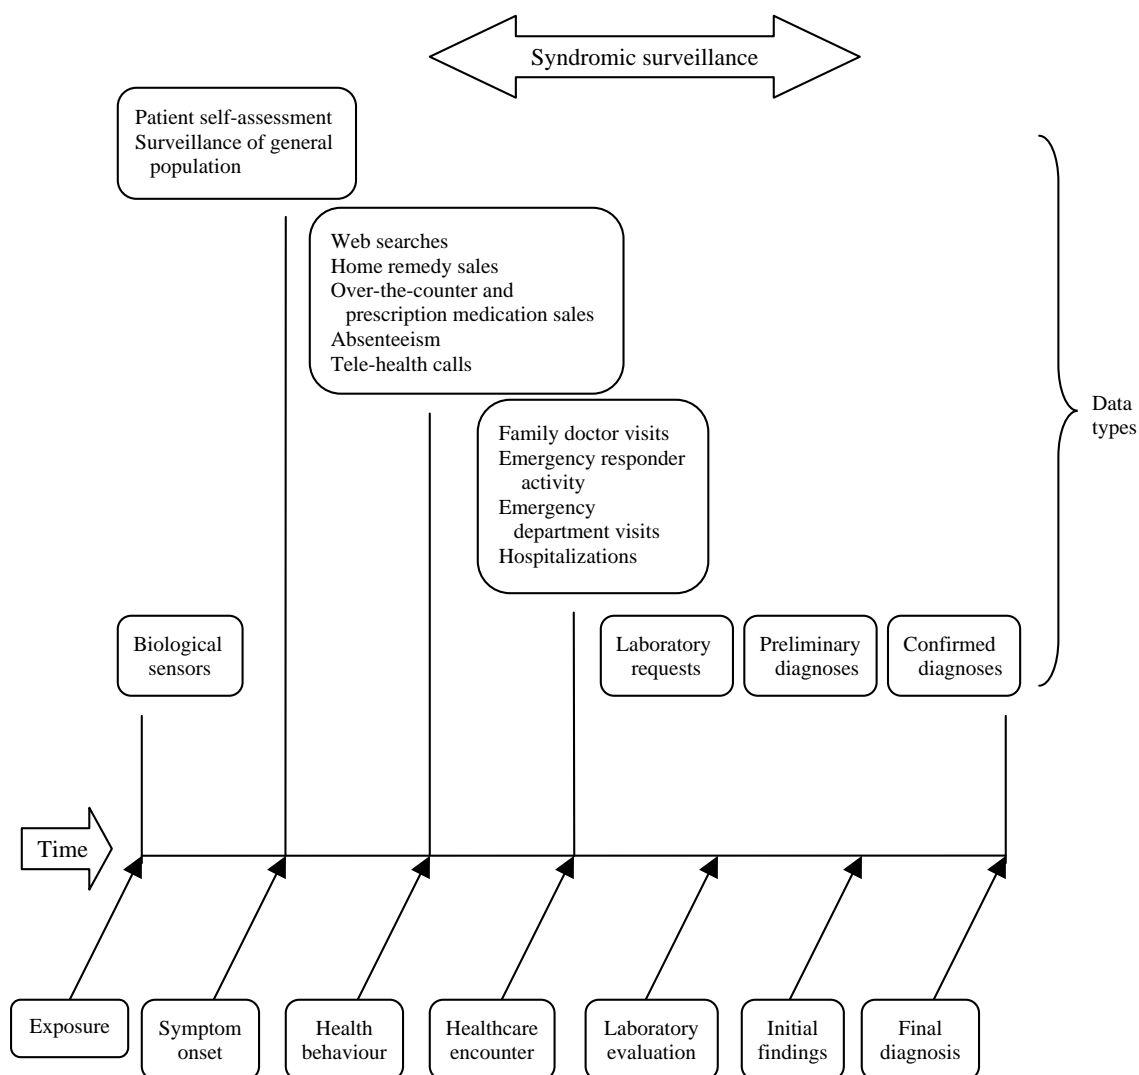 Syndromic surveillance
Patient self-assessment
Surveillance of general
population
Web searches
Home remedy sales
Over-the-counter and
prescription medication sales
Absenteeism
Tele-health calls
Data
types
Family doctor visits
Emergency responder
activity
Emergency
department visits
Hospitalizations
Biological
sensors
Laboratory
requests
Preliminary
diagnoses
Confirmed
diagnoses
Time
Exposure
Symptom
onset
Health
behaviour
Healthcare
encounter
Laboratory
evaluation
Initial
findings
Final
diagnosis